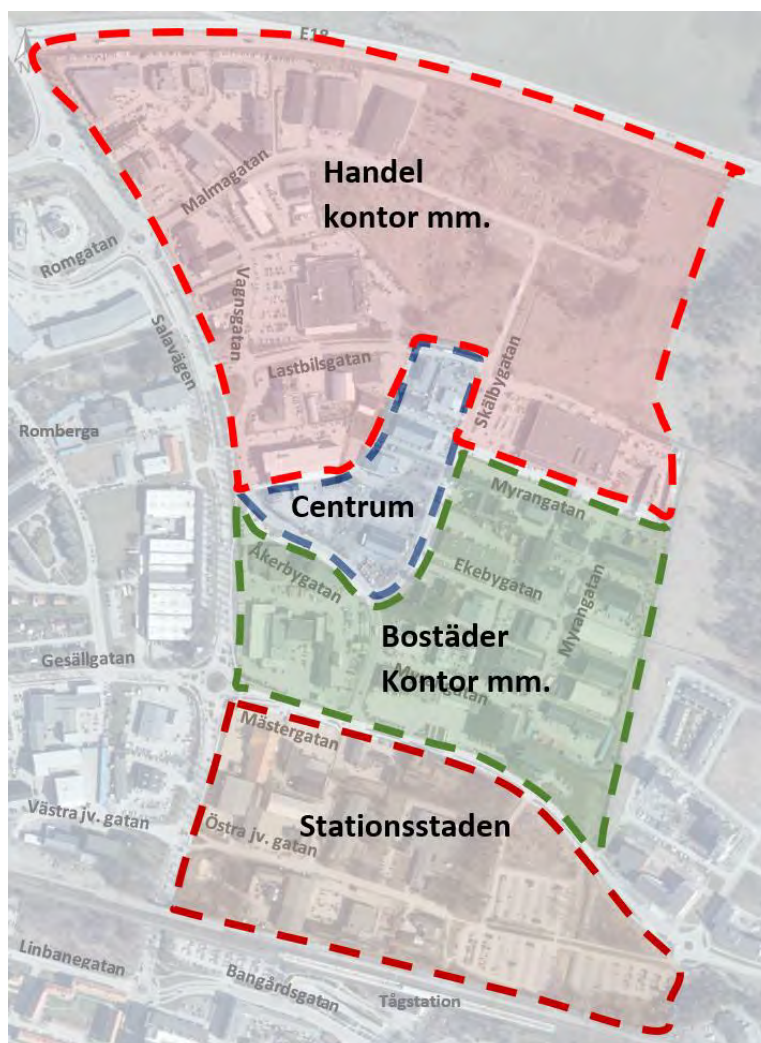 E18
N
Handel
kontor mm.
Malmagatan
Romgatan
Vagnsgatan
Salavägen
Lastbilsgatan
Skälbygatan
Romberga
Centrum
Myrangatan
Åkerbygatan
Ekebygatan
Myrangatan
Bostäder
Kontor mm.
Gesällgatan
Myrangatan
Mästergatan
Västra jv. gatan
Östra jv. gatan
Stationsstaden
Linbanegatan
Bangårdsgatan
Tågstation